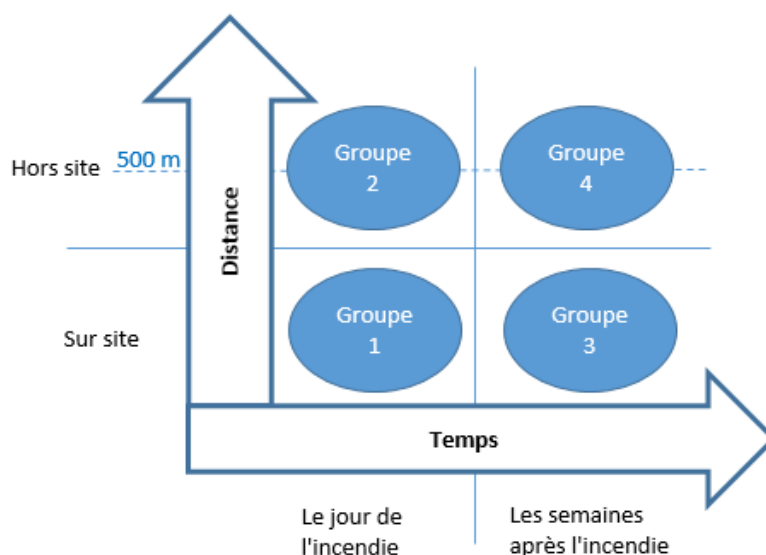 Hors site
500 m
Groupe
2
Groupe
4
Distance
Sur site
Groupe
1
Groupe
3
Temps
Le jour de
l'incendie
Les semaines
après l'incendie